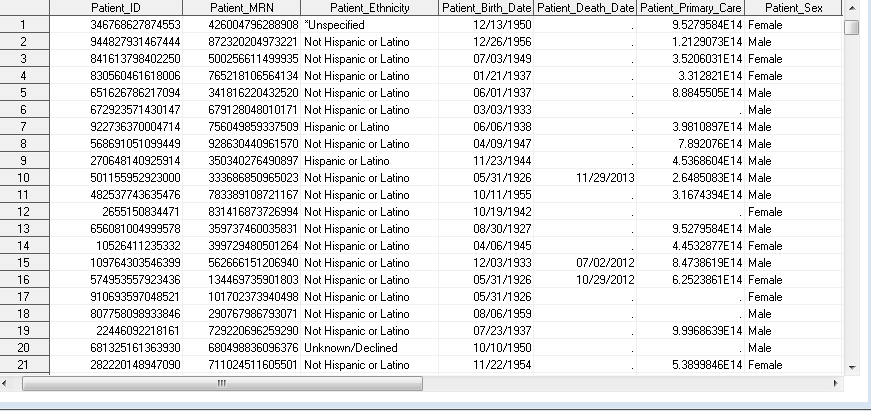 Patient_ID Patient_MRN Patient_Ethnicity Patient_Birth_Date Patient_Death_Date Patient_Primary_Care Patient_Sex
1 346768627874553 426004796288908 *Unspecified 12/13/1950 . 9.5279584E14 Female
2 944827931467444 872320204973221 Not Hispanic or Latino 12/26/1956 . 1.2129073E14 Male
3 841613798402250 500256611499935 Not Hispanic or Latino 07/03/1949 . 3.5206031E14 Female
4 830560461618006 765218106564134 Not Hispanic or Latino 01/21/1937 . 3.312821E14 Female
5 651626786217094 341816220432520 Not Hispanic or Latino 06/01/1937 . 8.8845505E14 Male
6 672923571430147 679128048010171 Not Hispanic or Latino 03/03/1933 . . Male
7 922736370004714 756049859337509 Hispanic or Latino 06/06/1938 . 3.9810897E14 Male
8 568691051099449 928630440961570 Not Hispanic or Latino 04/09/1947 . 7.892076E14 Male
9 270648140925914 350340276490897 Hispanic or Latino 11/23/1944 . 4.5368604E14 Male
10 501155952923000 333686850965023 Not Hispanic or Latino 05/31/1926 11/29/2013 2.6485083E14 Male
11 482537743635476 783389108721167 Not Hispanic or Latino 10/11/1955 . 3.1674394E14 Male
12 2655150834471 831416873726994 Not Hispanic or Latino 10/19/1942 . . Female
13 656081004999578 359737460035831 Not Hispanic or Latino 08/30/1927 . 9.5279584E14 Male
14 10526411235332 399729480501264 Not Hispanic or Latino 04/06/1945 . 4.4532877E14 Female
15 109764303546399 562666151206940 Not Hispanic or Latino 12/03/1933 07/02/2012 8.4738619E14 Male
16 574953557923436 134469735901803 Not Hispanic or Latino 05/31/1926 10/29/2012 6.2523861E14 Female
17 910693597048521 101702373940498 Not Hispanic or Latino 05/31/1926 . . Female
18 807758098933846 290767986793071 Not Hispanic or Latino 08/06/1959 . . Male
19 22446092218161 729220696259290 Not Hispanic or Latino 07/23/1937 . 9.9968639E14 Male
20 681325161363930 680498836096376 Unknown/Declined 10/10/1950 . . Male
21 282220148947090 711024511605501 Not Hispanic or Latino 11/22/1954 . 5.3899846E14 Female